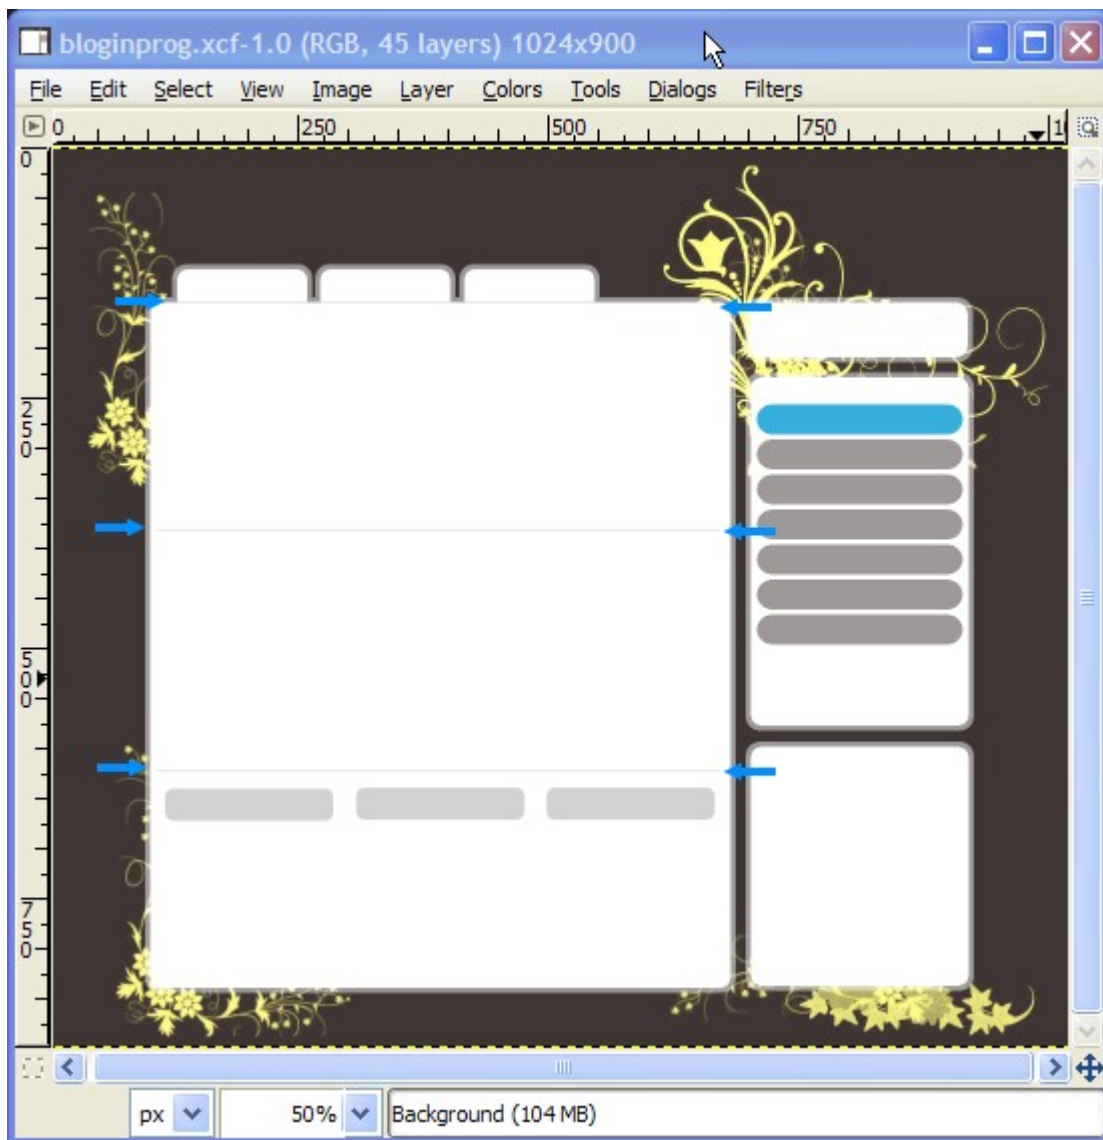 bloginprog.xcf-1.0 (RGB, 45 layers) 1024x900
File Edit Select View Image Layer Colors Tools Dialogs Filters
0 250 500 750 1
0
250
500
750
px 50% Background (104 MB)